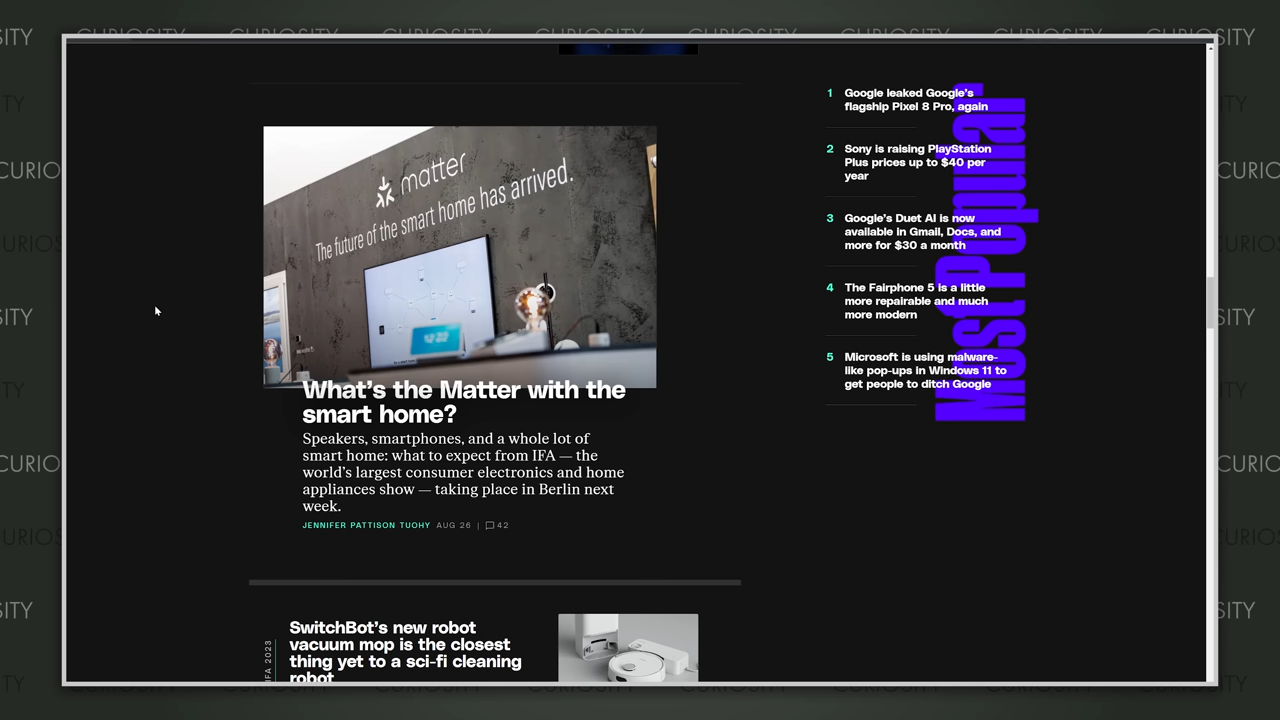 matter
The future of the smart home has arrived.
What's the Matter with the
smart home?
Speakers, smartphones, and a whole lot of
smart home: what to expect from IFA — the
world's largest consumer electronics and home
appliances show — taking place in Berlin next
week.
JENNIFER PATTISON TUOHY AUG 26 | 42
IFA 2023
SwitchBot's new robot
vacuum mop is the closest
thing yet to a sci-fi cleaning
robot
Most Popular
1 Google leaked Google's
flagship Pixel 8 Pro, again
2 Sony is raising PlayStation
Plus prices up to $40 per
year
3 Google's Duet AI is now
available in Gmail, Docs, and
more for $30 a month
4 The Fairphone 5 is a little
more repairable and much
more modern
5 Microsoft is using malware-
like pop-ups in Windows 11 to
get people to ditch Google
CURIOSITY